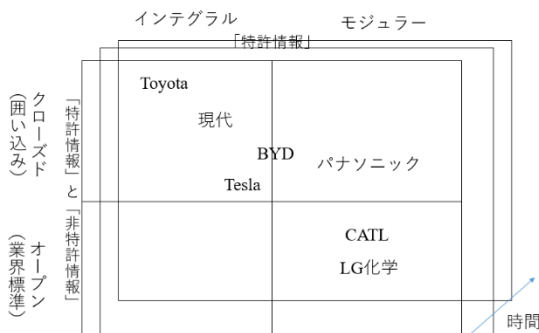 インテグラル
モジュラー
「特許情報」
クローズド
(囲い込み)
オープン
(業界標準)
「特許情報」と「非特許情報」
Toyota
現代
BYD
パナソニック
Tesla
CATL
LG化学
時間